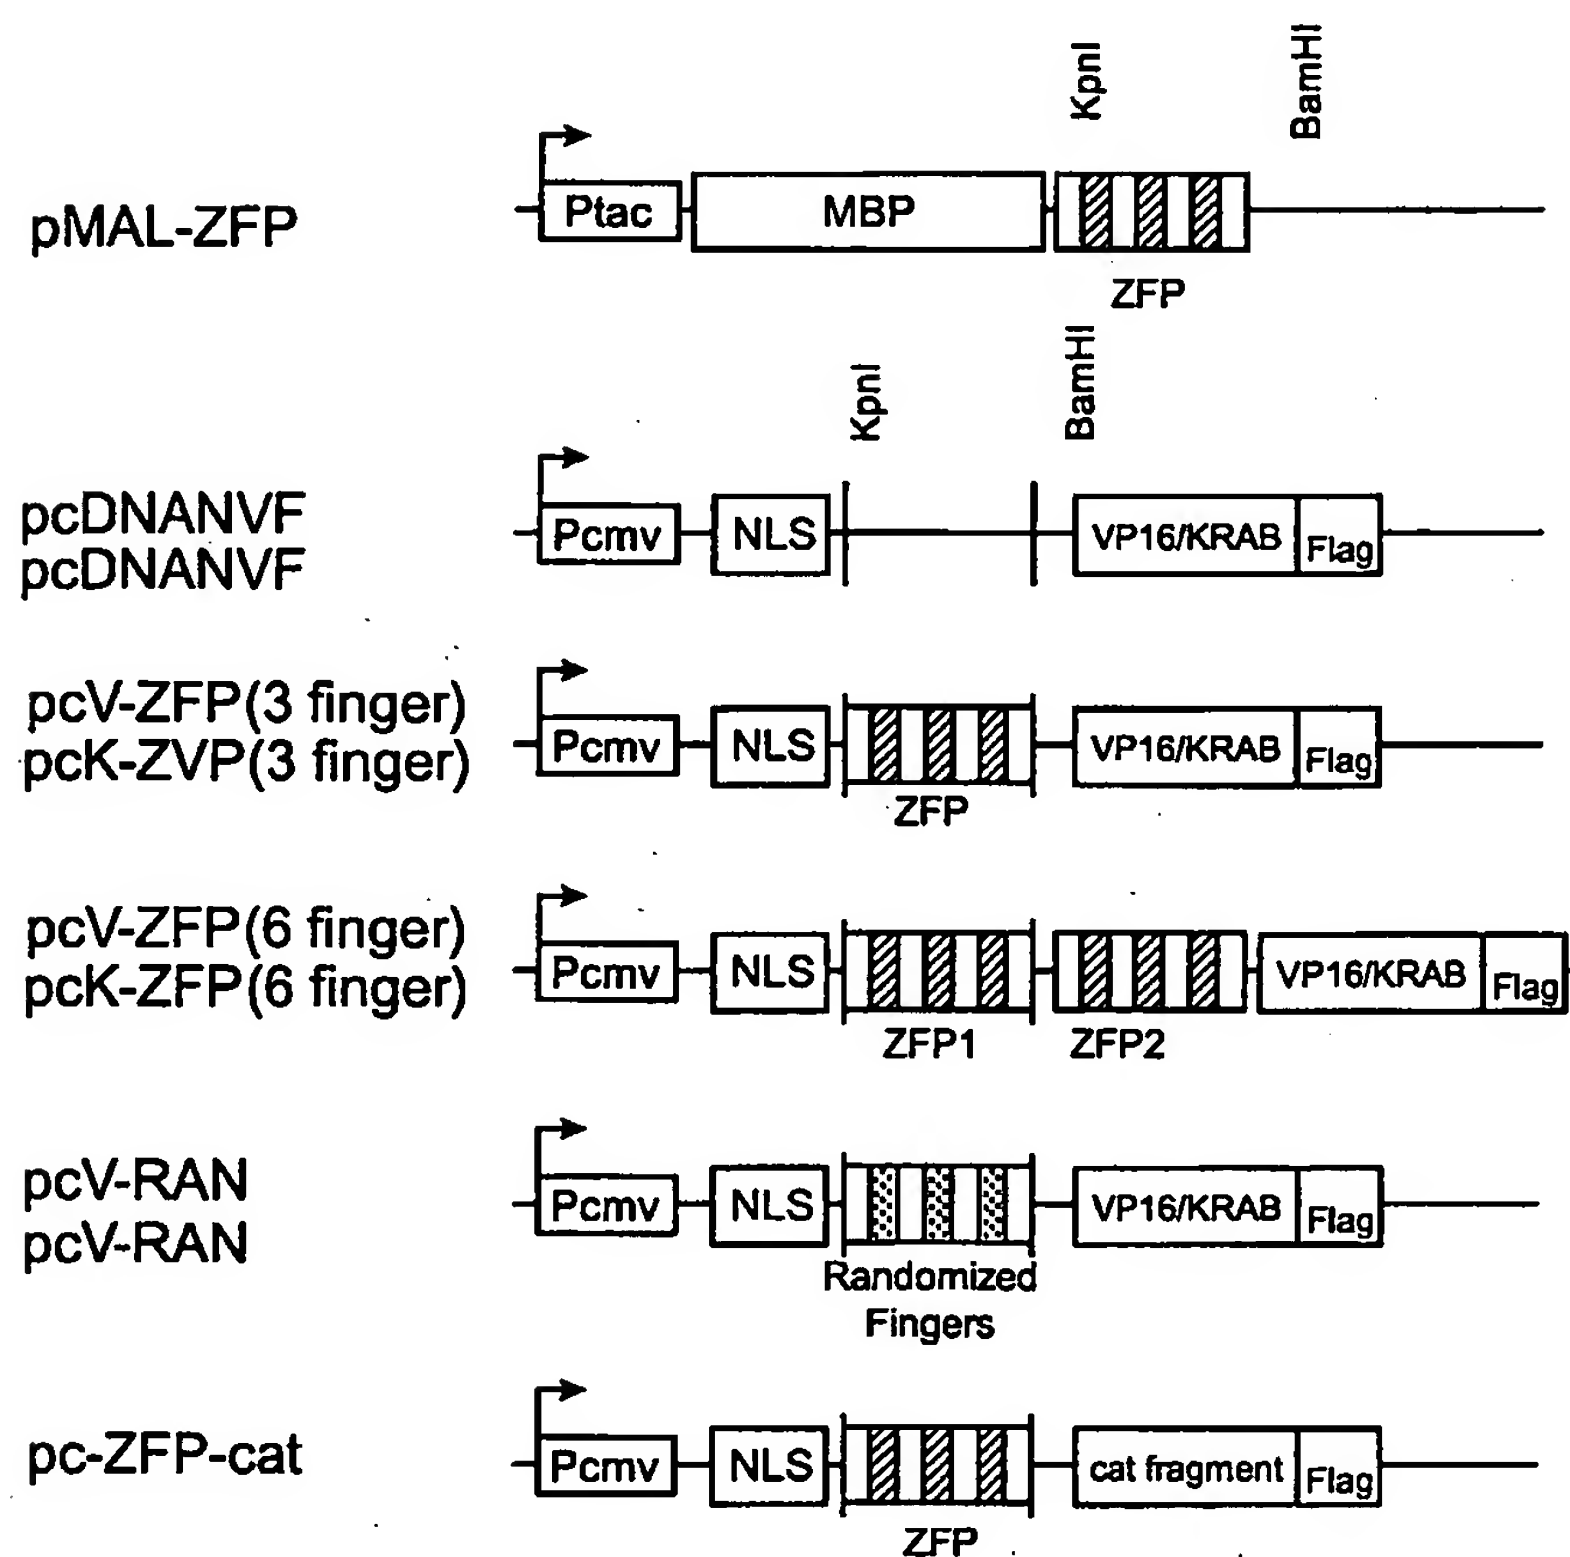 KpnI
BamHI
pMAL-ZFP
Ptac
MBP
ZFP
KpnI
BamHI
pcDNANVF
pcDNANVF
Pcmv
NLS
VP16/KRAB
Flag
pcV-ZFP(3 finger)
pcK-ZVP(3 finger)
Pcmv
NLS
VP16/KRAB
Flag
ZFP
pcV-ZFP(6 finger)
pcK-ZFP(6 finger)
Pcmv
NLS
VP16/KRAB
Flag
ZFP1
ZFP2
pcV-RAN
pcV-RAN
Pcmv
NLS
VP16/KRAB
Flag
Randomized
Fingers
pc-ZFP-cat
Pcmv
NLS
cat fragment
Flag
ZFP